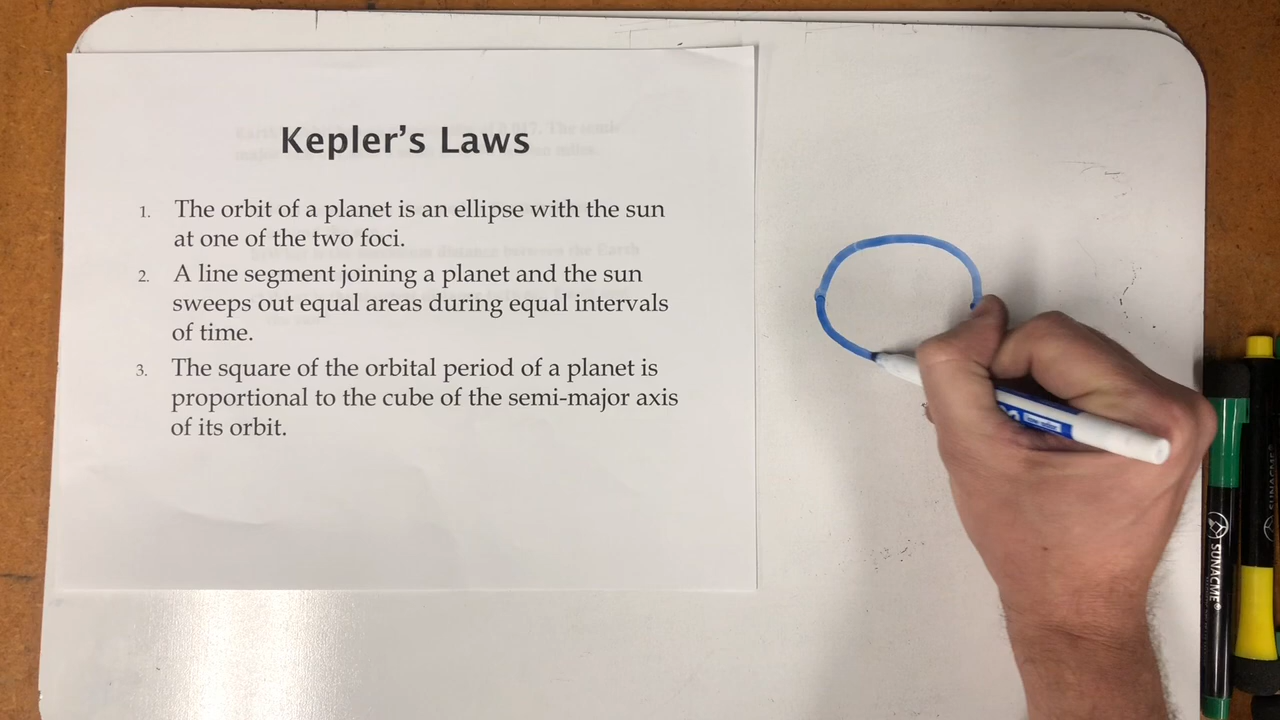 Kepler's Laws
1. The orbit of a planet is an ellipse with the sun
at one of the two foci.
2. A line segment joining a planet and the sun
sweeps out equal areas during equal intervals
of time.
3. The square of the orbital period of a planet is
proportional to the cube of the semi-major axis
of its orbit.
SUNACME®